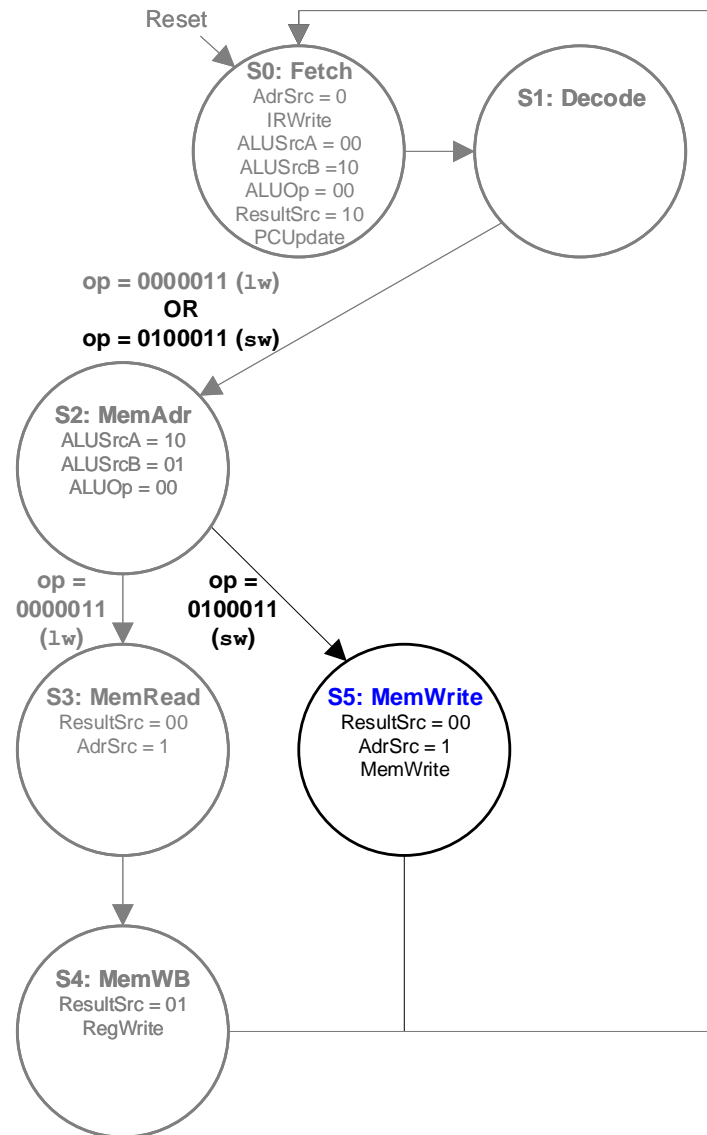 Reset
S0: Fetch
AdrSrc = 0
IRWrite
ALUSrcA = 00
ALUSrcB =10
ALUOp = 00
ResultSrc = 10
PCUpdate
S1: Decode
op = 0000011 (lw)
OR
op = 0100011 (sw)
S2: MemAdr
ALUSrcA = 10
ALUSrcB = 01
ALUOp = 00
op =
0000011
(lw)
op =
0100011
(sw)
S3: MemRead
ResultSrc = 00
AdrSrc = 1
S5: MemWrite
ResultSrc = 00
AdrSrc = 1
MemWrite
S4: MemWB
ResultSrc = 01
RegWrite